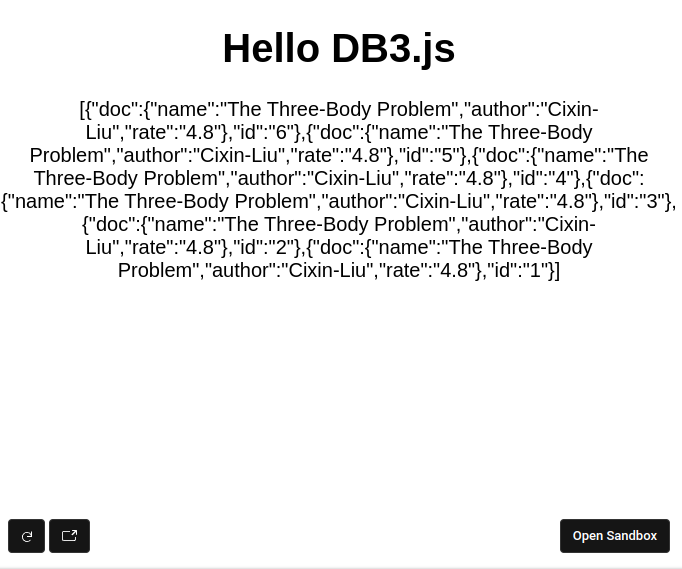 Hello DB3.js
[{"doc":{"name":"The Three-Body Problem","author":"Cixin-
Liu","rate":"4.8"},"id":"6"},{"doc":{"name":"The Three-Body
Problem","author":"Cixin-Liu","rate":"4.8"},"id":"5"},{"doc":{"name":"The
Three-Body Problem","author":"Cixin-Liu","rate":"4.8"},"id":"4"},{"doc":
{"name":"The Three-Body Problem","author":"Cixin-Liu","rate":"4.8"},"id":"3"},
{"doc":{"name":"The Three-Body Problem","author":"Cixin-
Liu","rate":"4.8"},"id":"2"},{"doc":{"name":"The Three-Body
Problem","author":"Cixin-Liu","rate":"4.8"},"id":"1"}]
Open Sandbox